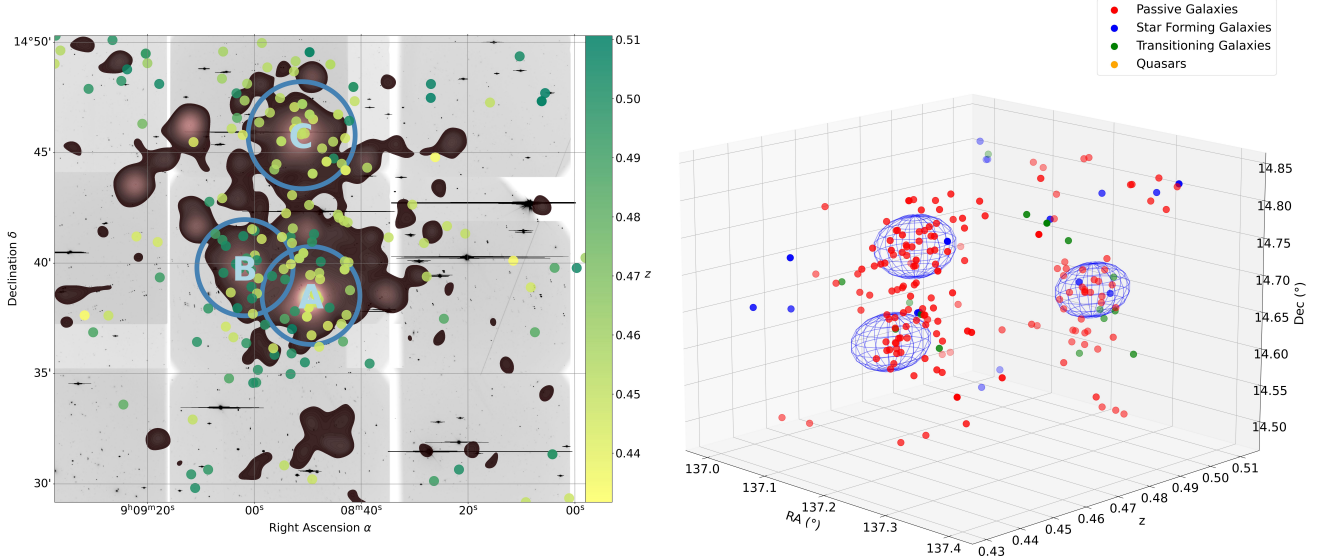 14°50'
45'
40'
35'
30'
Declination δ
9ʰ09ᵐ20ˢ
00ˢ
08ᵐ40ˢ
20ˢ
00ˢ
Right Ascension α
C
B
A
0.51
0.50
0.49
0.48
0.47
0.46
0.45
0.44
z
Passive Galaxies
Star Forming Galaxies
Transitioning Galaxies
Quasars
14.85
14.80
14.75
14.70
14.65
14.60
14.55
14.50
Dec (°)
137.0
137.1
137.2
137.3
137.4
RA (°)
0.43
0.44
0.45
0.46
0.47
0.48
0.49
0.50
0.51
z